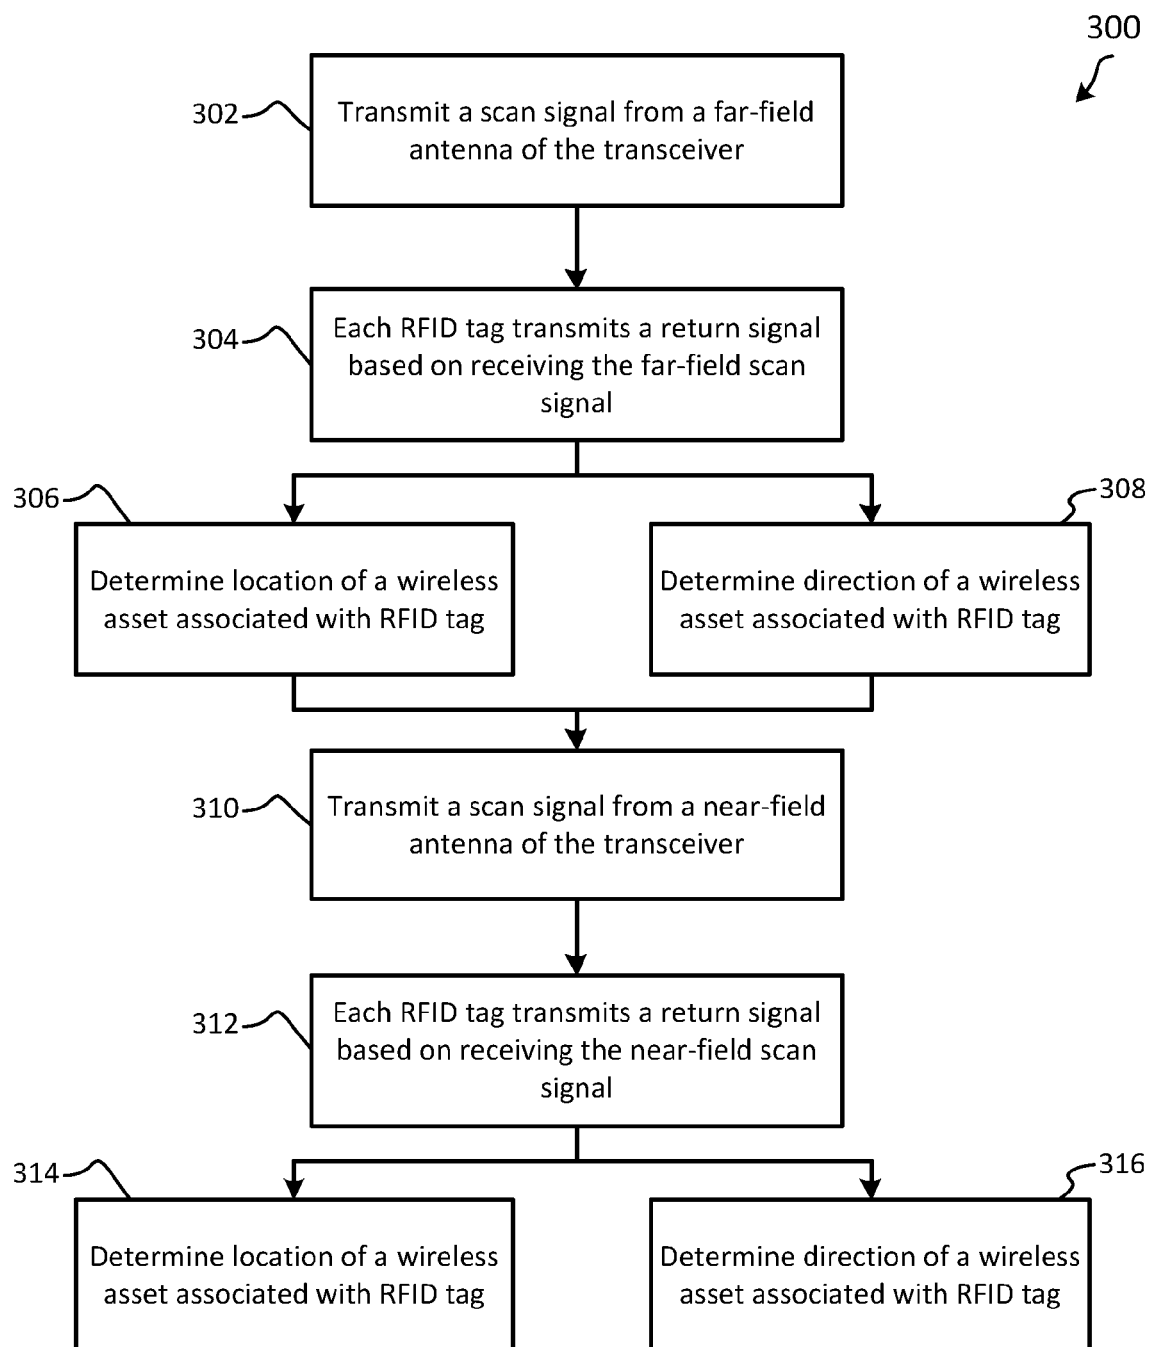 300
302
Transmit a scan signal from a far-field
antenna of the transceiver
304
Each RFID tag transmits a return signal
based on receiving the far-field scan
signal
306
308
Determine location of a wireless
asset associated with RFID tag
Determine direction of a wireless
asset associated with RFID tag
310
Transmit a scan signal from a near-field
antenna of the transceiver
312
Each RFID tag transmits a return signal
based on receiving the near-field scan
signal
314
316
Determine location of a wireless
asset associated with RFID tag
Determine direction of a wireless
asset associated with RFID tag